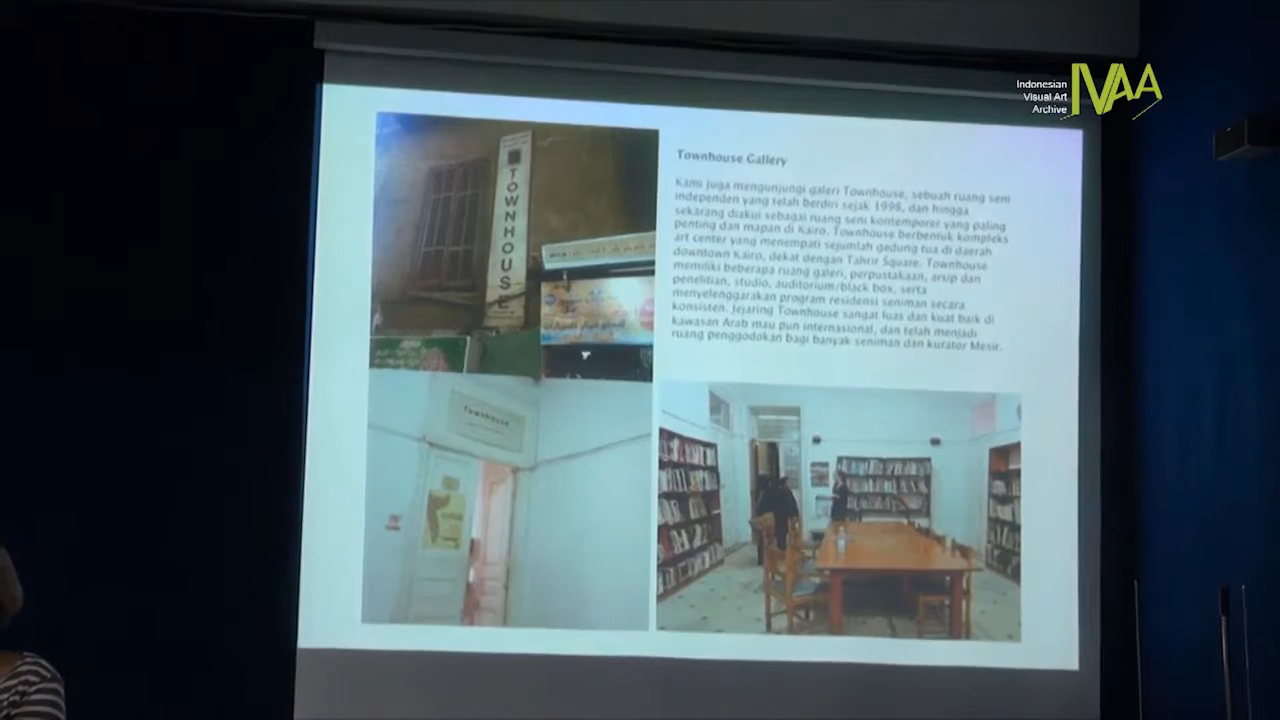 Indonesian
Visual Art
Archive
IVAA
TOWNHOUSE
Townhouse
Townhouse Gallery
Kami juga mengunjungi galeri Townhouse, sebuah ruang seni
independen yang telah berdiri sejak 1998, dan hingga
sekarang diakui sebagai ruang seni kontemporer yang paling
penting dan mapan di Kairo. Townhouse berbentuk kompleks
art center yang menempati sejumlah gedung tua di daerah
downtown Kairo, dekat dengan Tahrir Square. Townhouse
memiliki beberapa ruang galeri, perpustakaan, arsip dan
penelitian, studio, auditorium/black box, serta
menyelenggarakan program residensi seniman secara
konsisten. Jejaring Townhouse sangat luas dan kuat baik di
kawasan Arab mau pun internasional, dan telah menjadi
ruang penggodokan bagi banyak seniman dan kurator Mesir.